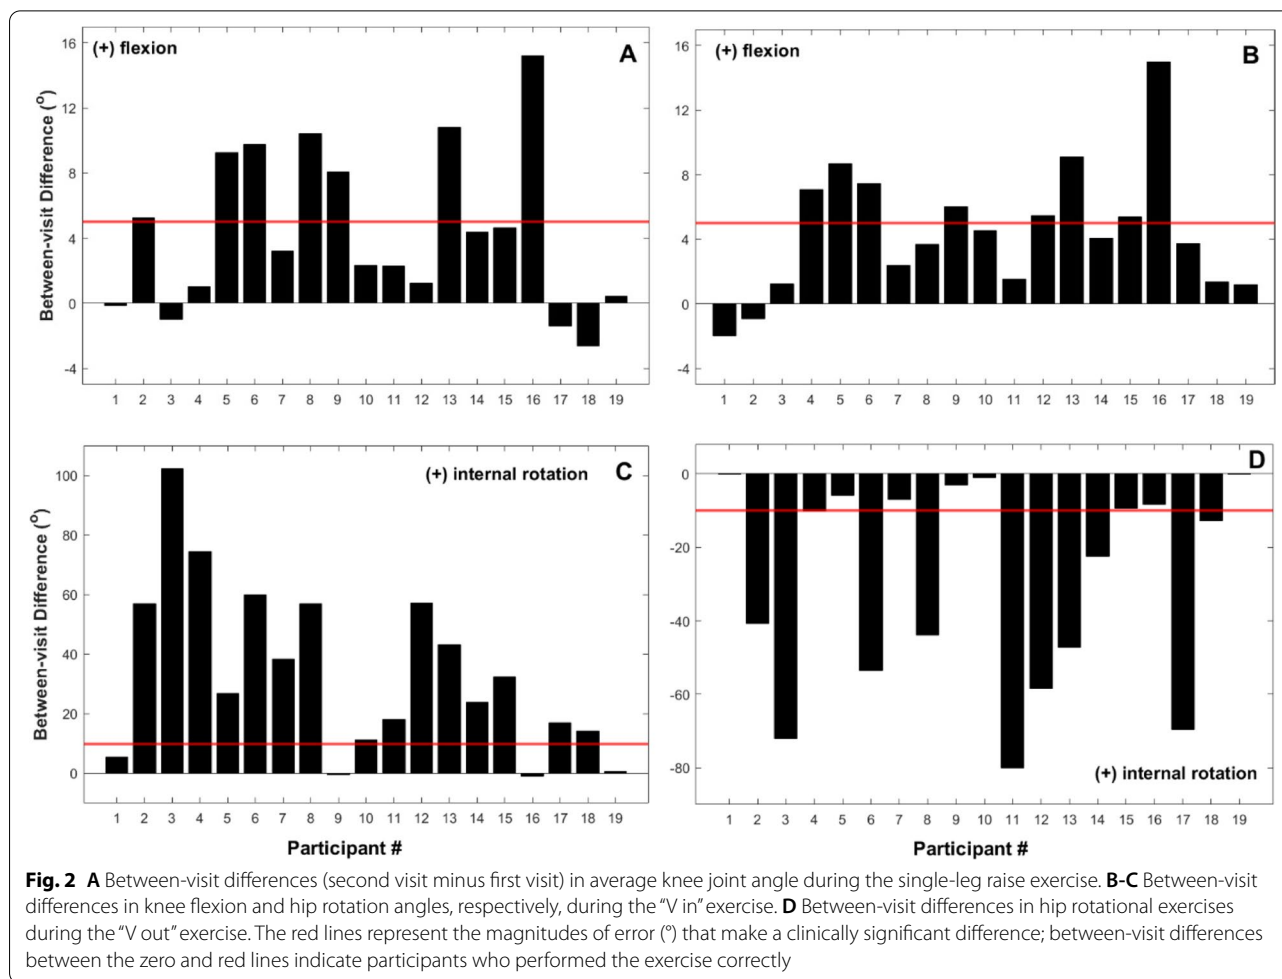 (+) flexion
A
Between-visit Difference (°)
16
12
8
4
0
-4
1 2 3 4 5 6 7 8 9 10 11 12 13 14 15 16 17 18 19
(+) flexion
B
16
12
8
4
0
-4
1 2 3 4 5 6 7 8 9 10 11 12 13 14 15 16 17 18 19
(+) internal rotation
C
Between-visit Difference (°)
100
80
60
40
20
0
1 2 3 4 5 6 7 8 9 10 11 12 13 14 15 16 17 18 19
Participant #
D
0
-20
-40
-60
-80
(+) internal rotation
1 2 3 4 5 6 7 8 9 10 11 12 13 14 15 16 17 18 19
Participant #
Fig. 2 A Between-visit differences (second visit minus first visit) in average knee joint angle during the single-leg raise exercise. B-C Between-visit
differences in knee flexion and hip rotation angles, respectively, during the “V in” exercise. D Between-visit differences in hip rotational exercises
during the “V out” exercise. The red lines represent the magnitudes of error (°) that make a clinically significant difference; between-visit differences
between the zero and red lines indicate participants who performed the exercise correctly